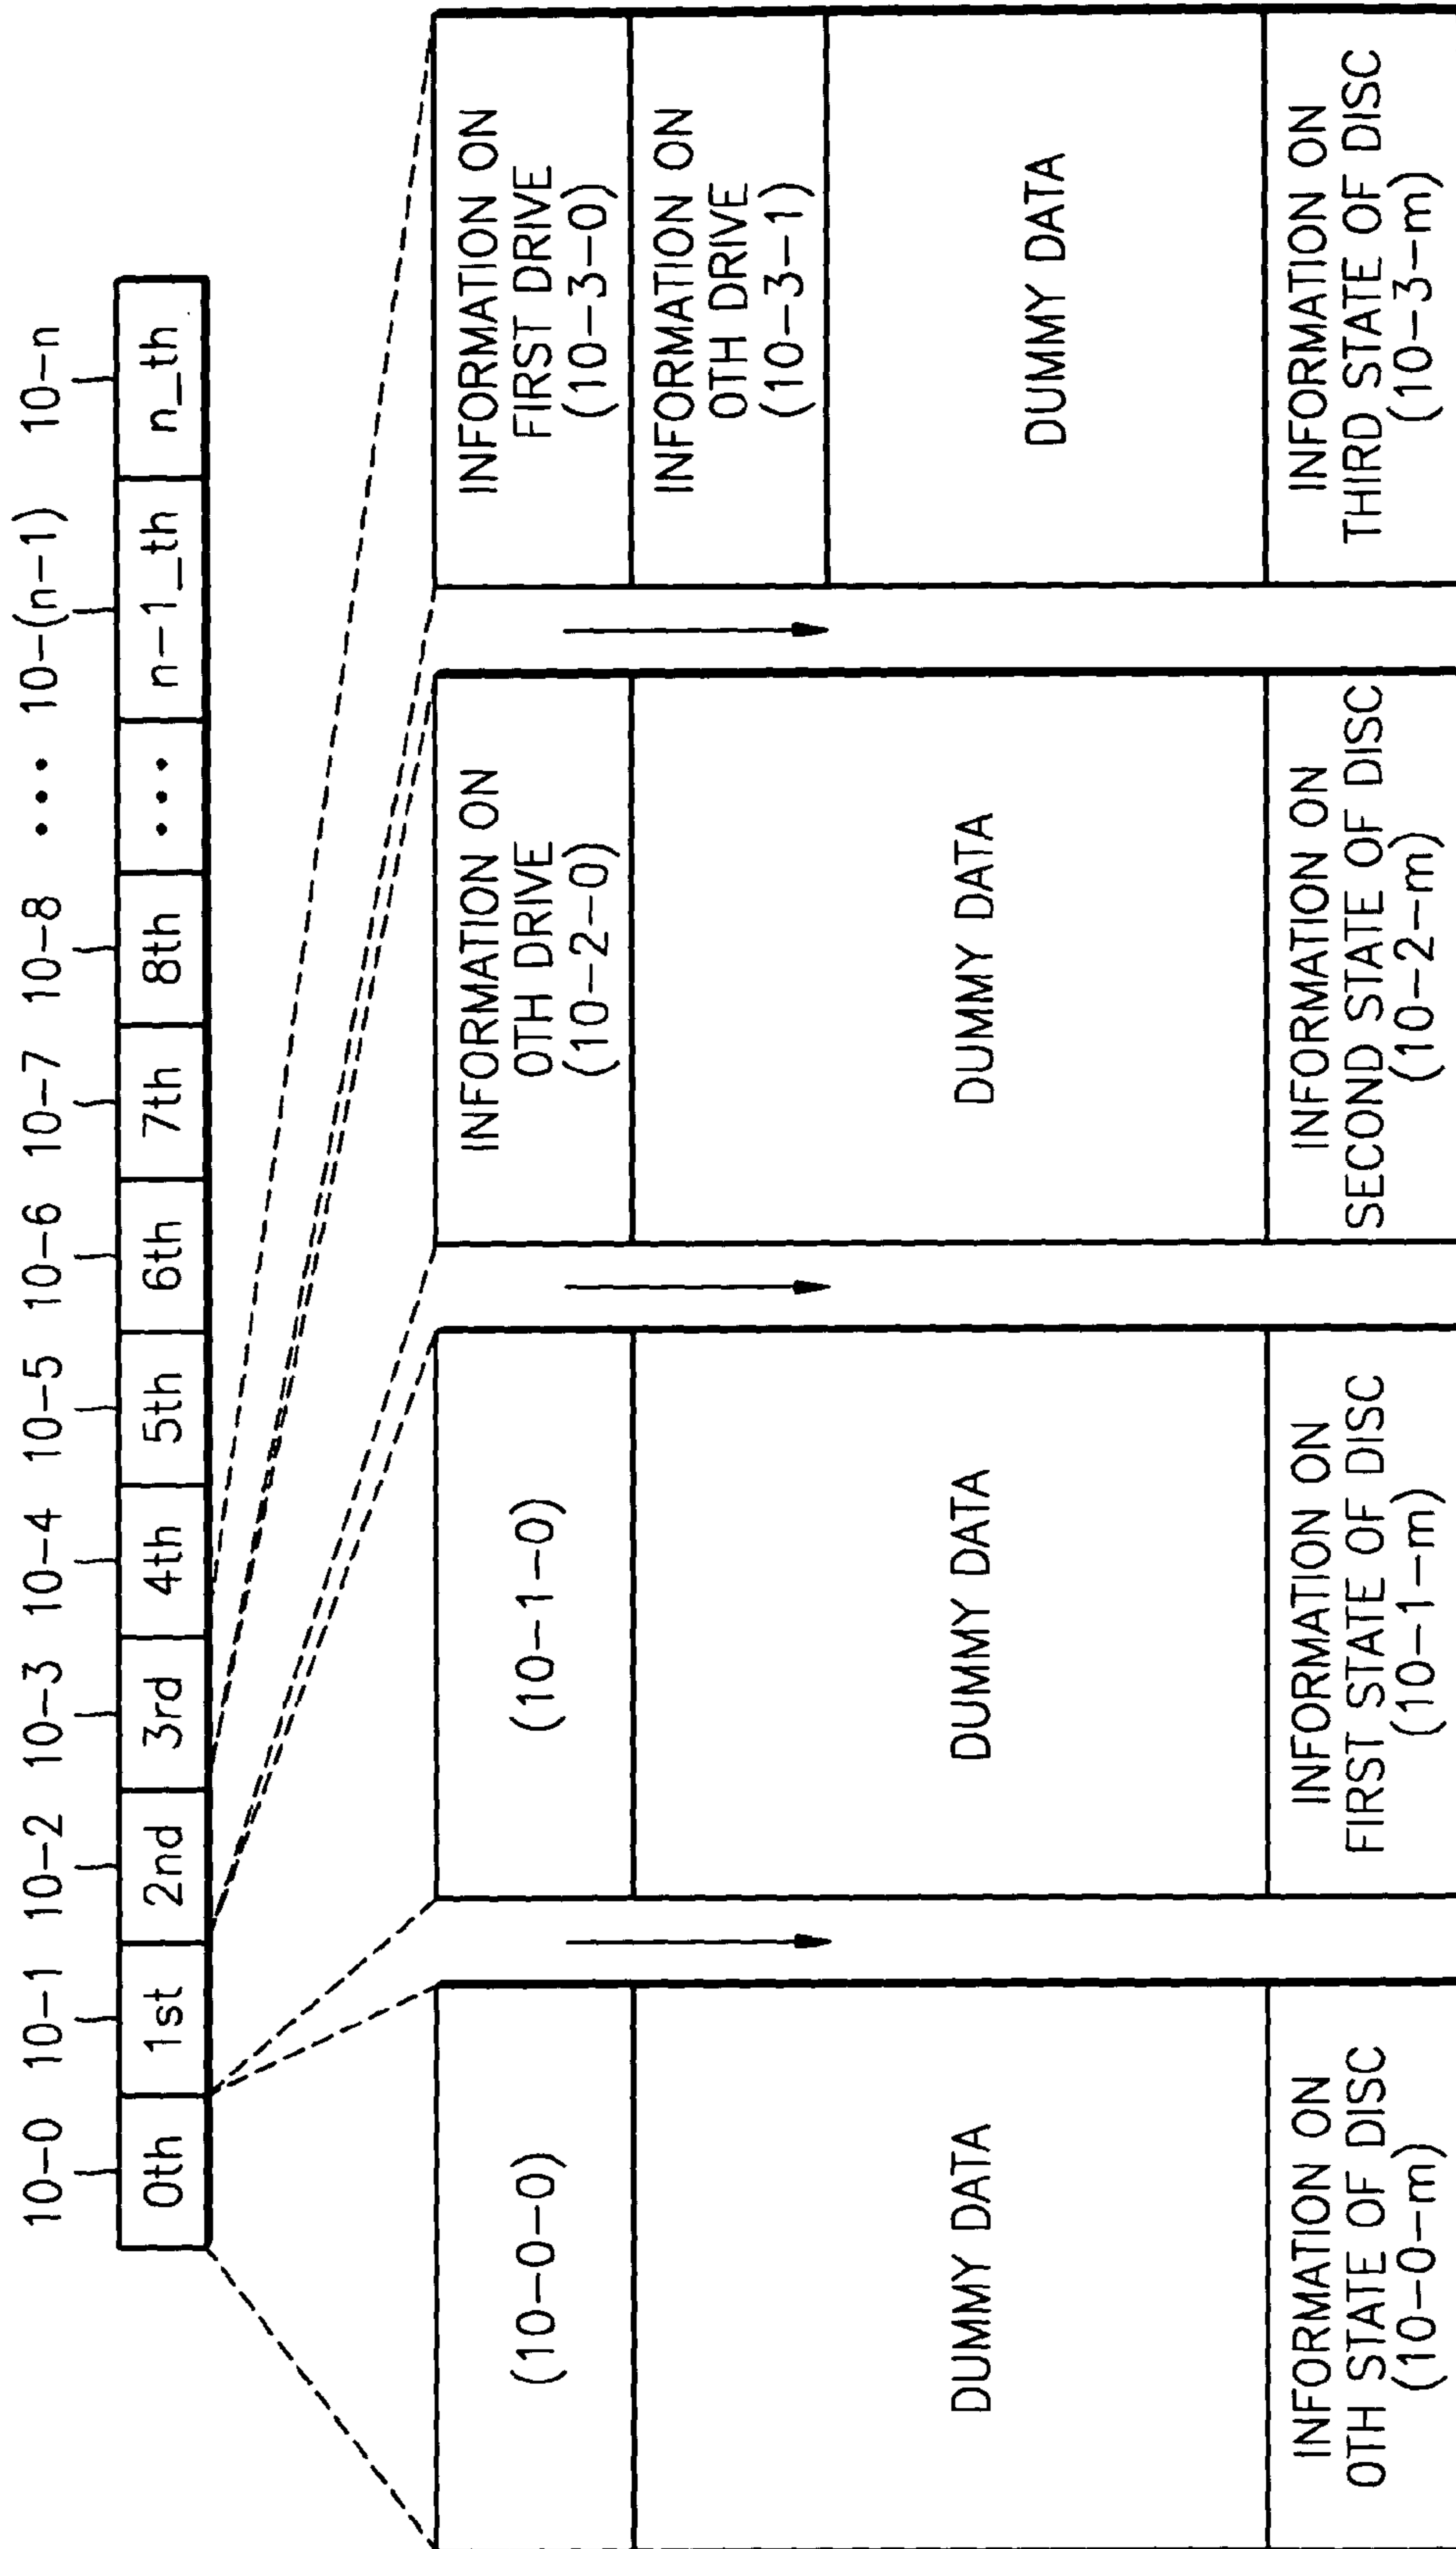 10-0 10-1 10-2 10-3 10-4 10-5 10-6 10-7 10-8 ••• 10-(n-1) 10-n
0th 1st 2nd 3rd 4th 5th 6th 7th 8th ••• n-1_th n_th
(10-0-0)
DUMMY DATA
INFORMATION ON
0TH STATE OF DISC
(10-0-m)
(10-1-0)
DUMMY DATA
INFORMATION ON
FIRST STATE OF DISC
(10-1-m)
INFORMATION ON
0TH DRIVE
(10-2-0)
DUMMY DATA
INFORMATION ON
SECOND STATE OF DISC
(10-2-m)
INFORMATION ON
FIRST DRIVE
(10-3-0)
INFORMATION ON
0TH DRIVE
(10-3-1)
DUMMY DATA
INFORMATION ON
THIRD STATE OF DISC
(10-3-m)